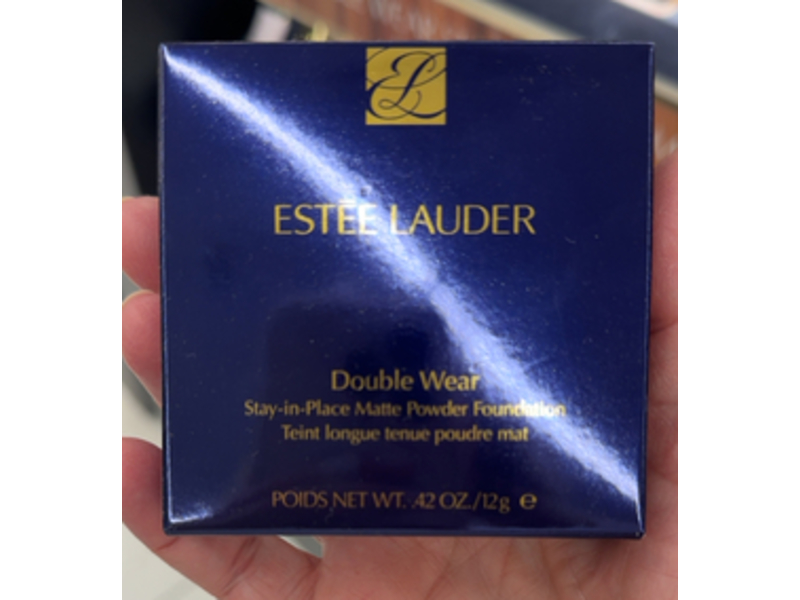 EL
ESTĒE LAUDER
Double Wear
Stay-in-Place Matte Powder Foundation
Teint longue tenue poudre mat
POIDS NET WT. .42 OZ./12g ℮